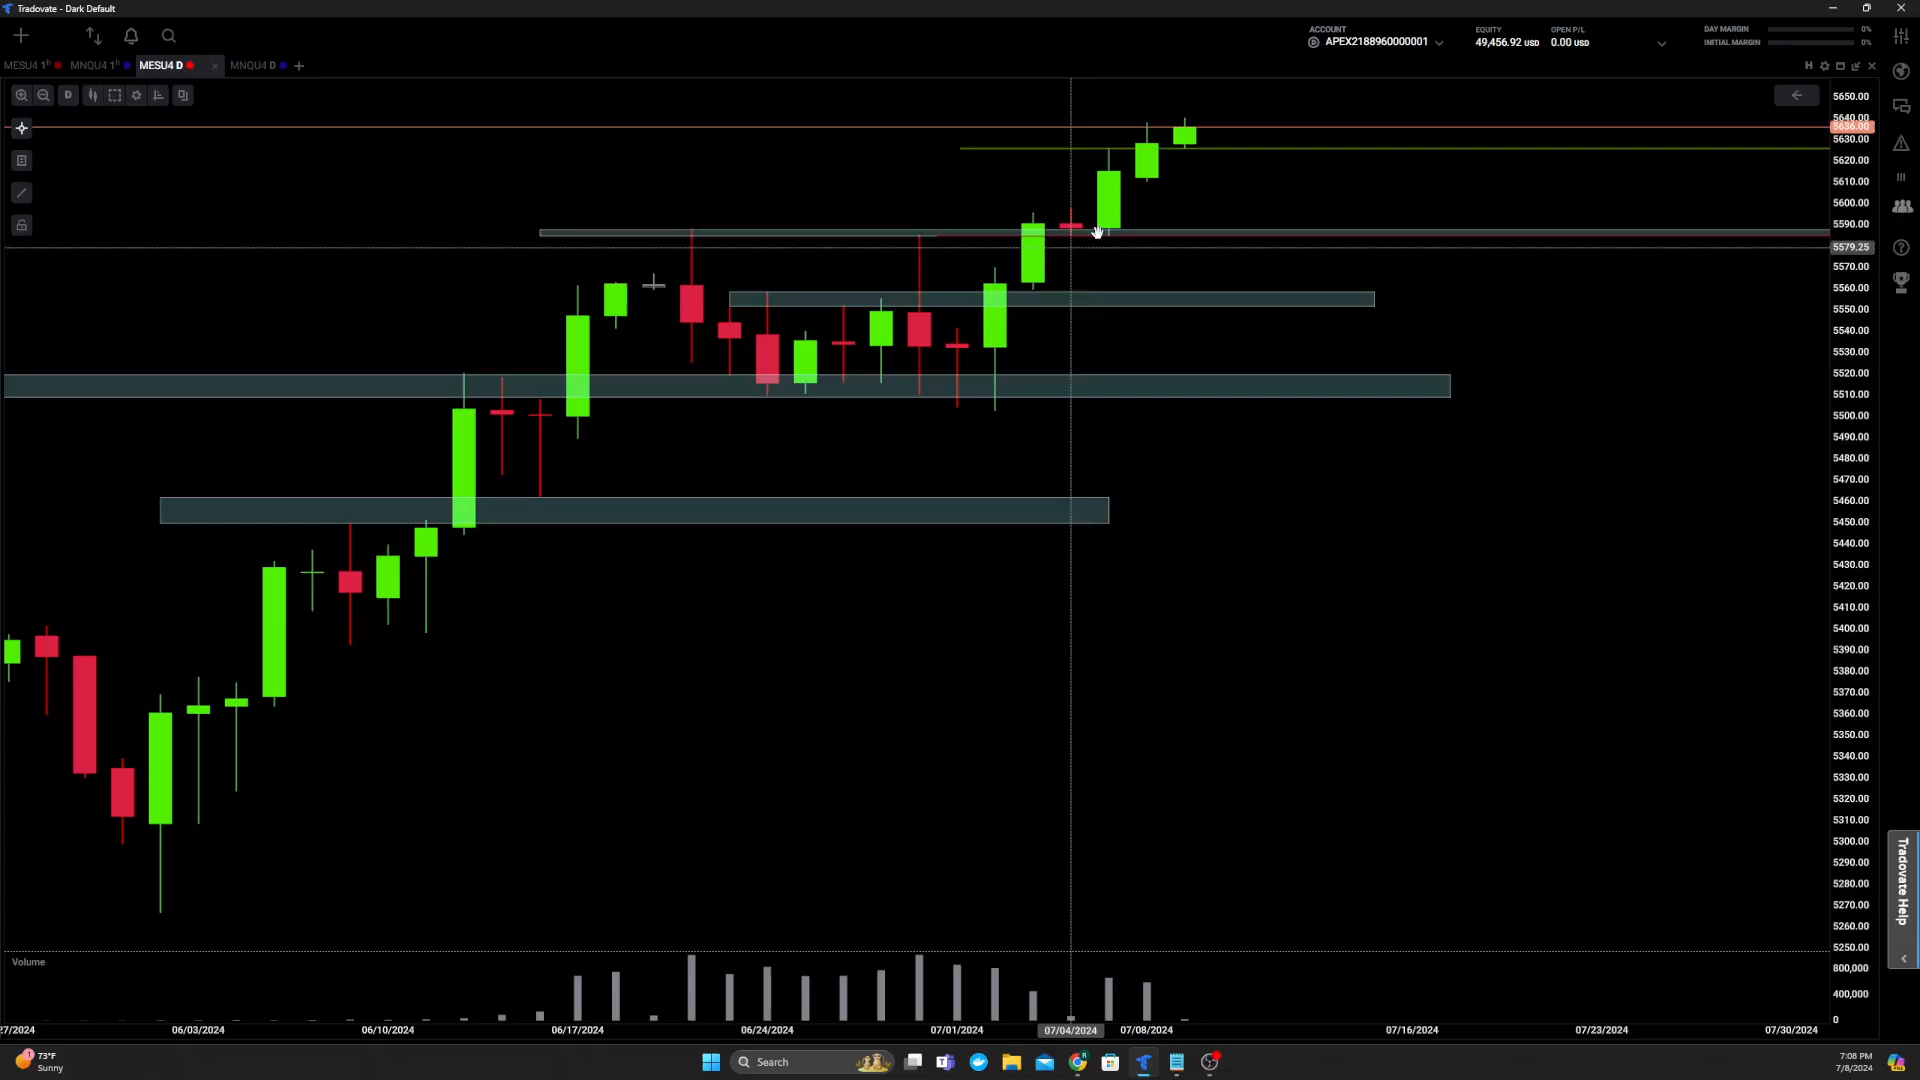 Tradovate - Dark Default
ACCOUNT
APEX2188960000001
EQUITY
49,456.92 USD
OPEN P/L
0.00 USD
DAY MARGIN
0%
INITIAL MARGIN
0%
MESU4 1h
MNQU4 1h
MESU4 D
MNQU4 D
H
D
5650.00
5640.00
5636.00
5630.00
5620.00
5610.00
5600.00
5590.00
5579.25
5570.00
5560.00
5550.00
5540.00
5530.00
5520.00
5510.00
5500.00
5490.00
5480.00
5470.00
5460.00
5450.00
5440.00
5430.00
5420.00
5410.00
5400.00
5390.00
5380.00
5370.00
5360.00
5350.00
5340.00
5330.00
5320.00
5310.00
5300.00
5290.00
5280.00
5270.00
5260.00
5250.00
Tradovate Help
Volume
800,000
400,000
0
27/2024
06/03/2024
06/10/2024
06/17/2024
06/24/2024
07/01/2024
07/04/2024
07/08/2024
07/16/2024
07/23/2024
07/30/2024
1
73°F
Sunny
Search
7:08 PM
7/8/2024